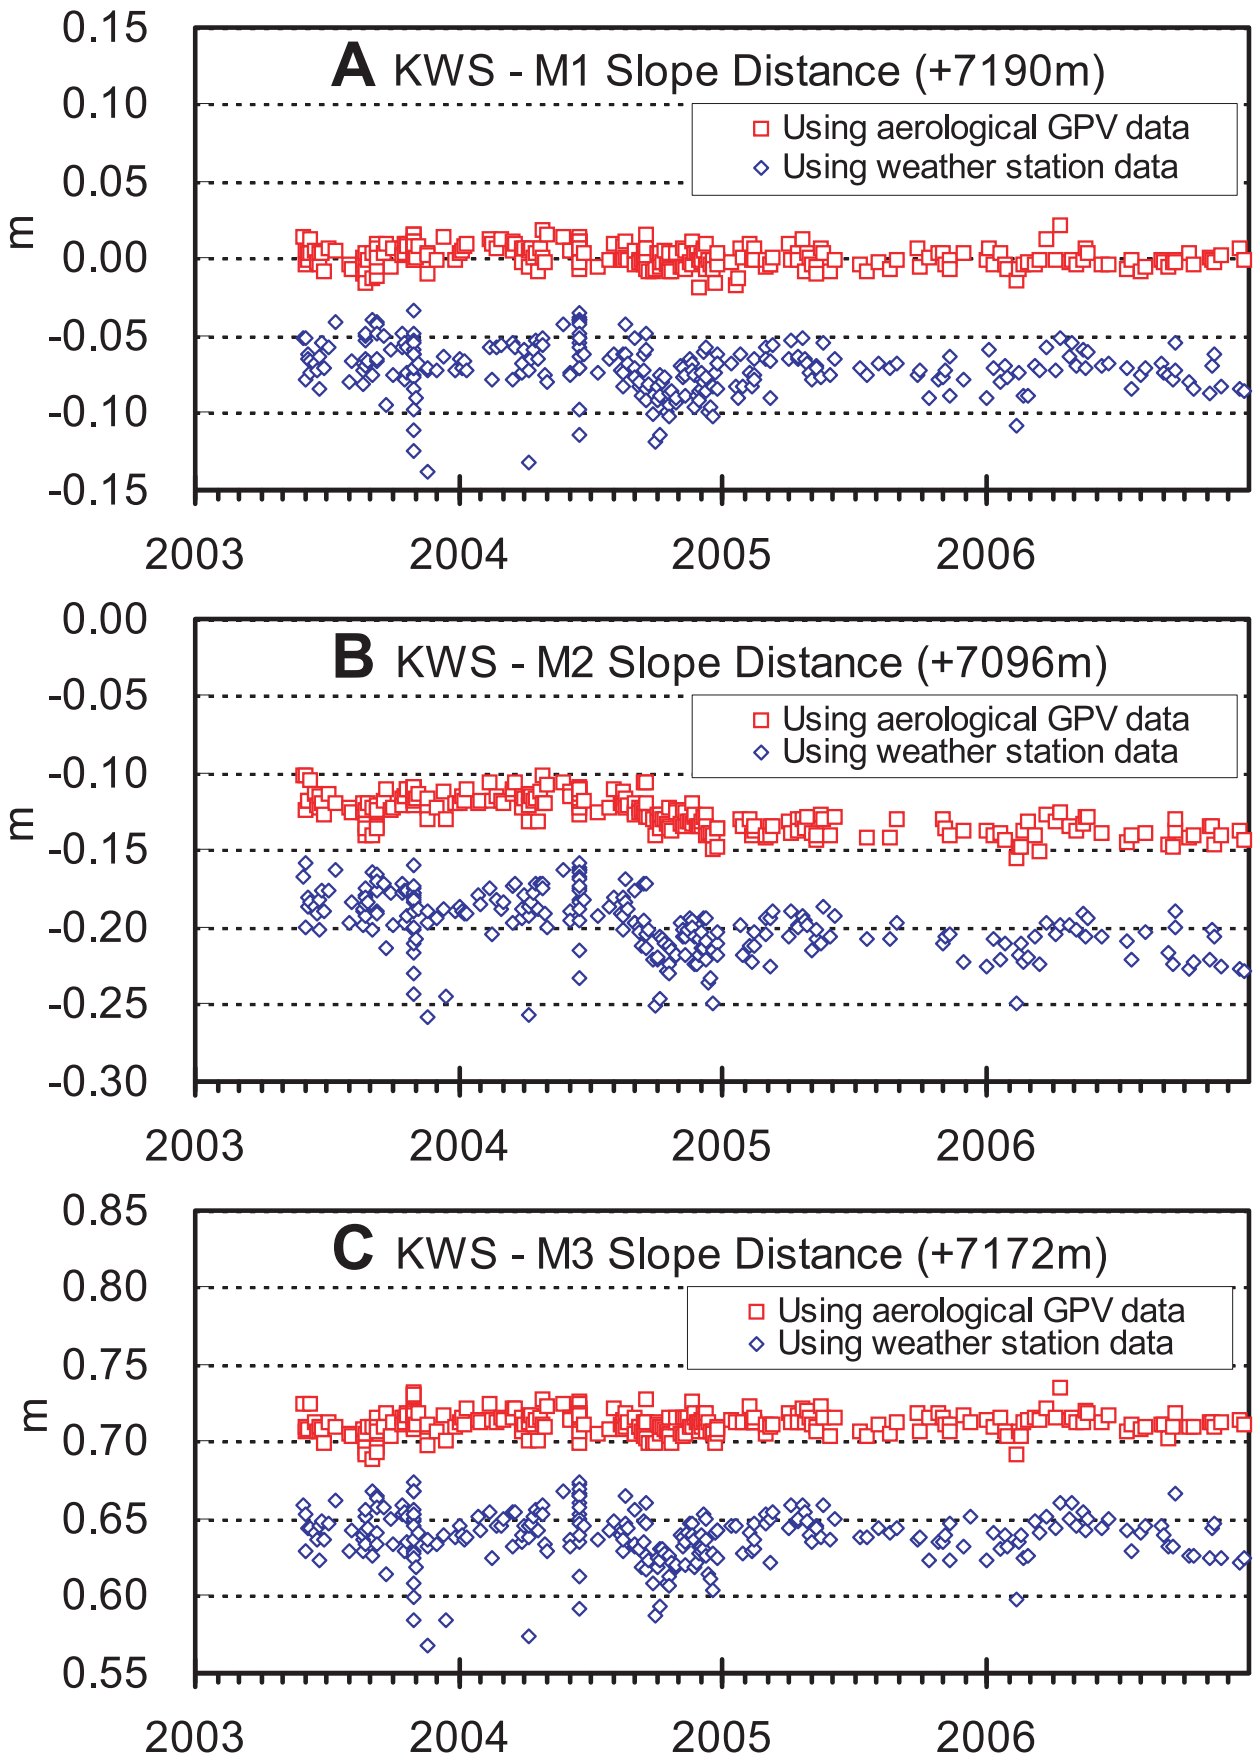 0.15
A KWS - M1 Slope Distance (+7190m)
0.10
Using aerological GPV data
Using weather station data
0.05
m
0.00
-0.05
-0.10
-0.15
2003 2004 2005 2006
0.00
B KWS - M2 Slope Distance (+7096m)
-0.05
Using aerological GPV data
Using weather station data
-0.10
m
-0.15
-0.20
-0.25
-0.30
2003 2004 2005 2006
0.85
C KWS - M3 Slope Distance (+7172m)
0.80
Using aerological GPV data
Using weather station data
0.75
m
0.70
0.65
0.60
0.55
2003 2004 2005 2006